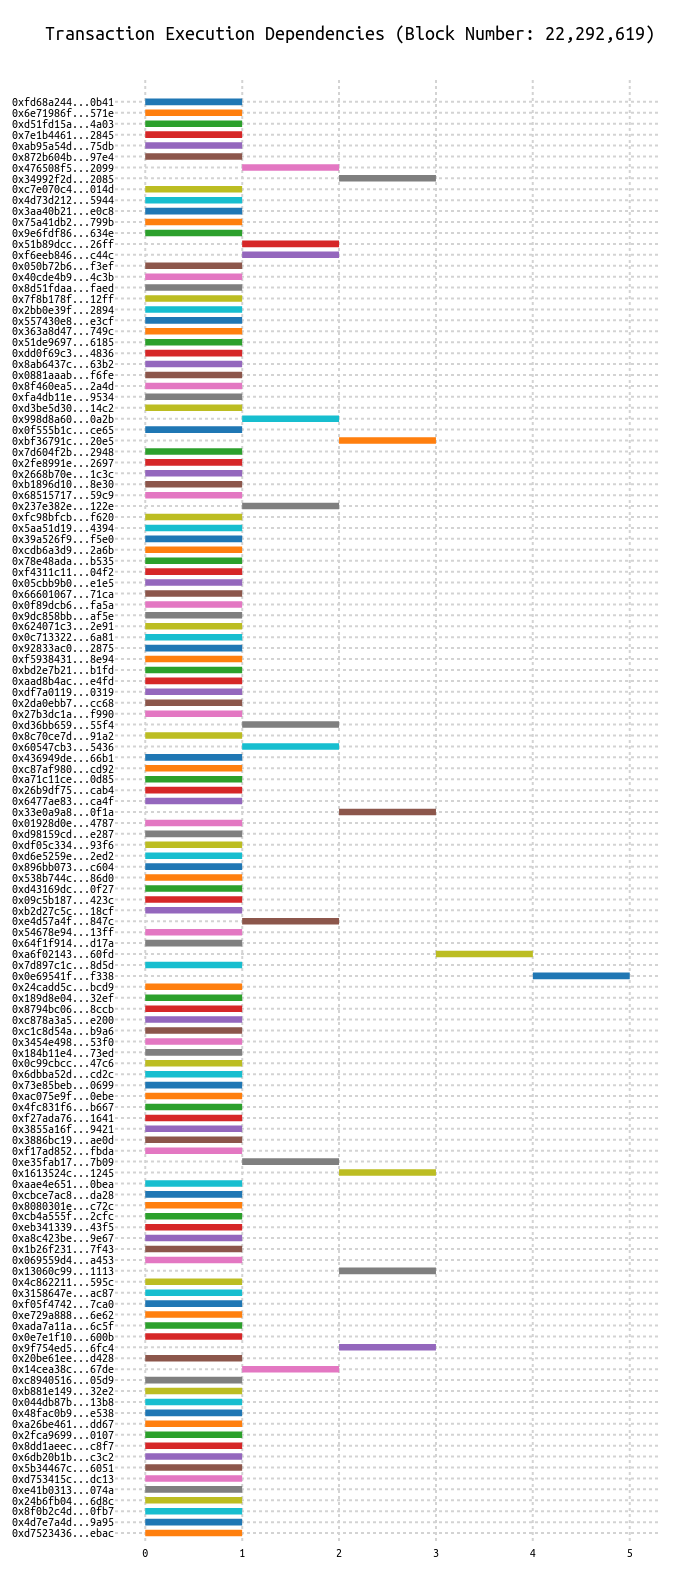 Transaction Execution Dependencies (Block Number: 22,292,619)
0xfd68a244...0b41
0x6e71986f...571e
0xd51fd15a...4a03
0x7e1b4461...2845
0xab95a54d...75db
0x872b604b...97e4
0x476508f5...2099
0x34992f2d...2085
0xc7e070c4...014d
0x4d73d212...5944
0x3aa40b21...e0c8
0x75a41db2...799b
0x9e6fdf86...634e
0x51b89dcc...26ff
0xf6eeb846...c44c
0x050b72b6...f3ef
0x40cde4b9...4c3b
0x8d51fdaa...faed
0x7f8b178f...12ff
0x2bb0e39f...2894
0x557430e8...e3cf
0x363a8d47...749c
0x51de9697...6185
0xdd0f69c3...4836
0x8ab6437c...63b2
0x0881aaab...f6fe
0x8f460ea5...2a4d
0xfa4db11e...9534
0xd3be5d30...14c2
0x998d8a60...0a2b
0x0f555b1c...ce65
0xbf36791c...20e5
0x7d604f2b...2948
0x2fe8991e...2697
0x2668b70e...1c3c
0xb1896d10...8e30
0x68515717...59c9
0x237e382e...122e
0xfc98bfcb...f620
0x5aa51d19...4394
0x39a526f9...f5e0
0xcdb6a3d9...2a6b
0x78e48ada...b535
0xf4311c11...04f2
0x05cbb9b0...e1e5
0x66601067...71ca
0x0f89dcb6...fa5a
0x9dc858bb...af5e
0x624071c3...2e91
0x0c713322...6a81
0x92833ac0...2875
0xf5938431...8e94
0xbd2e7b21...b1fd
0xaad8b4ac...e4fd
0xdf7a0119...0319
0x2da0ebb7...cc68
0x27b3dc1a...f990
0xd36bb659...55f4
0x8c70ce7d...91a2
0x60547cb3...5436
0x436949de...66b1
0xc87af980...cd92
0xa71c11ce...0d85
0x26b9df75...cab4
0x6477ae83...ca4f
0x33e0a9a8...0f1a
0x01928d0e...4787
0xd98159cd...e287
0xdf05c334...93f6
0xd6e5259e...2ed2
0x896bb073...c604
0x538b744c...86d0
0xd43169dc...0f27
0x09c5b187...423c
0xb2d27c5c...18cf
0xe4d57a4f...847c
0x54678e94...13ff
0x64f1f914...d17a
0xa6f02143...60fd
0x7d897c1c...8d5d
0x0e69541f...f338
0x24cadd5c...bcd9
0x189d8e04...32ef
0x8794bc06...8ccb
0xc878a3a5...e200
0xc1c8d54a...b9a6
0x3454e498...53f0
0x184b11e4...73ed
0x0c99cbcc...47c6
0x6dbba52d...cd2c
0x73e85beb...0699
0xac075e9f...0ebe
0x4fc831f6...b667
0xf27ada76...1641
0x3855a16f...9421
0x3886bc19...ae0d
0xf17ad852...fbda
0xe35fab17...7b09
0x1613524c...1245
0xaae4e651...0bea
0xcbce7ac8...da28
0x8080301e...c72c
0xcb4a555f...2cfc
0xeb341339...43f5
0xa8c423be...9e67
0x1b26f231...7f43
0x069559d4...a453
0x13060c99...1113
0x4c862211...595c
0x3158647e...ac87
0xf05f4742...7ca0
0xe729a888...6e62
0xada7a11a...6c5f
0x0e7e1f10...600b
0x9f754ed5...6fc4
0x20be61ee...d428
0x14cea38c...67de
0xc8940516...05d9
0xb881e149...32e2
0x044db87b...13b8
0x48fac0b9...e538
0xa26be461...dd67
0x2fca9699...0107
0x8dd1aeec...c8f7
0x6db20b1b...c3c2
0x5b34467c...6051
0xd753415c...dc13
0xe41b0313...074a
0x24b6fb04...6d8c
0x8f0b2c4d...0fb7
0x4d7e7a4d...9a95
0xd7523436...ebac
0 1 2 3 4 5